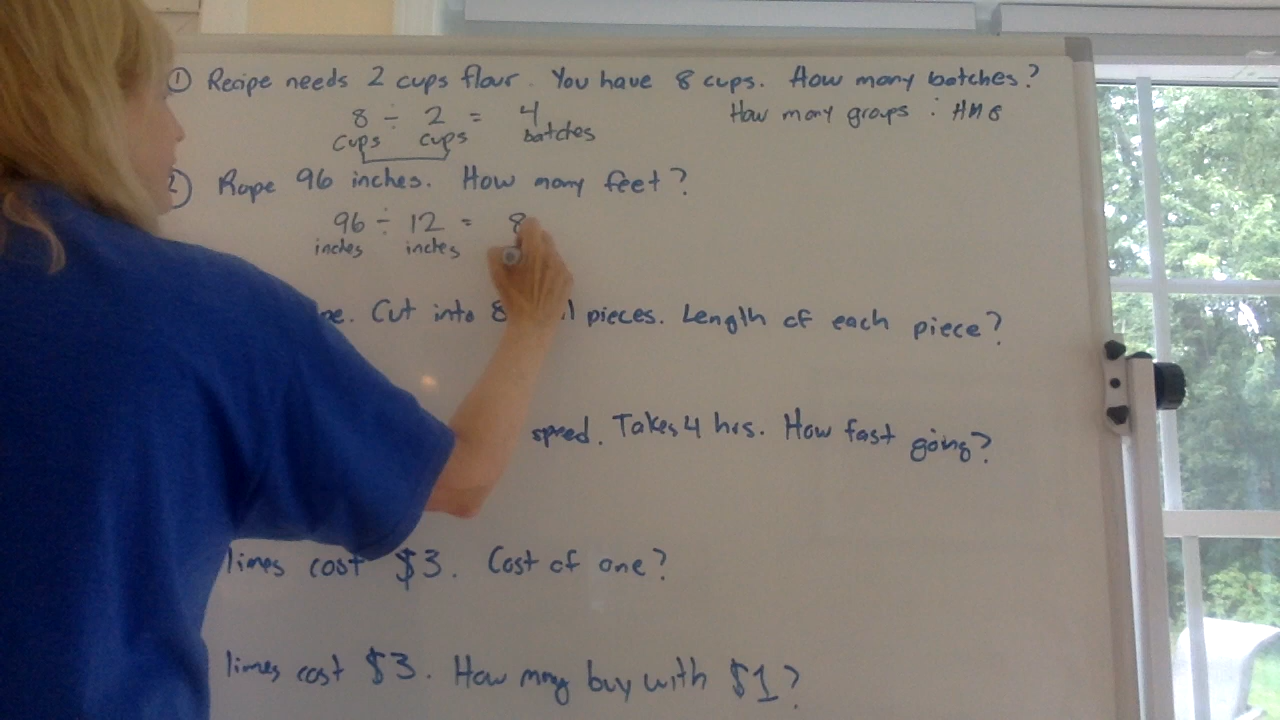 ① Recipe needs 2 cups flour. You have 8 cups. How many batches?
8 ÷ 2 = 4 How many groups : HMG
cups cups batches
2) Rope 96 inches. How many feet?
96 ÷ 12 = 8
inches inches
Cut into 8 pieces. Length of each piece?
speed. Takes 4 hrs. How fast going?
limes cost $3. Cost of one?
limes cost $3. How many buy with $1?